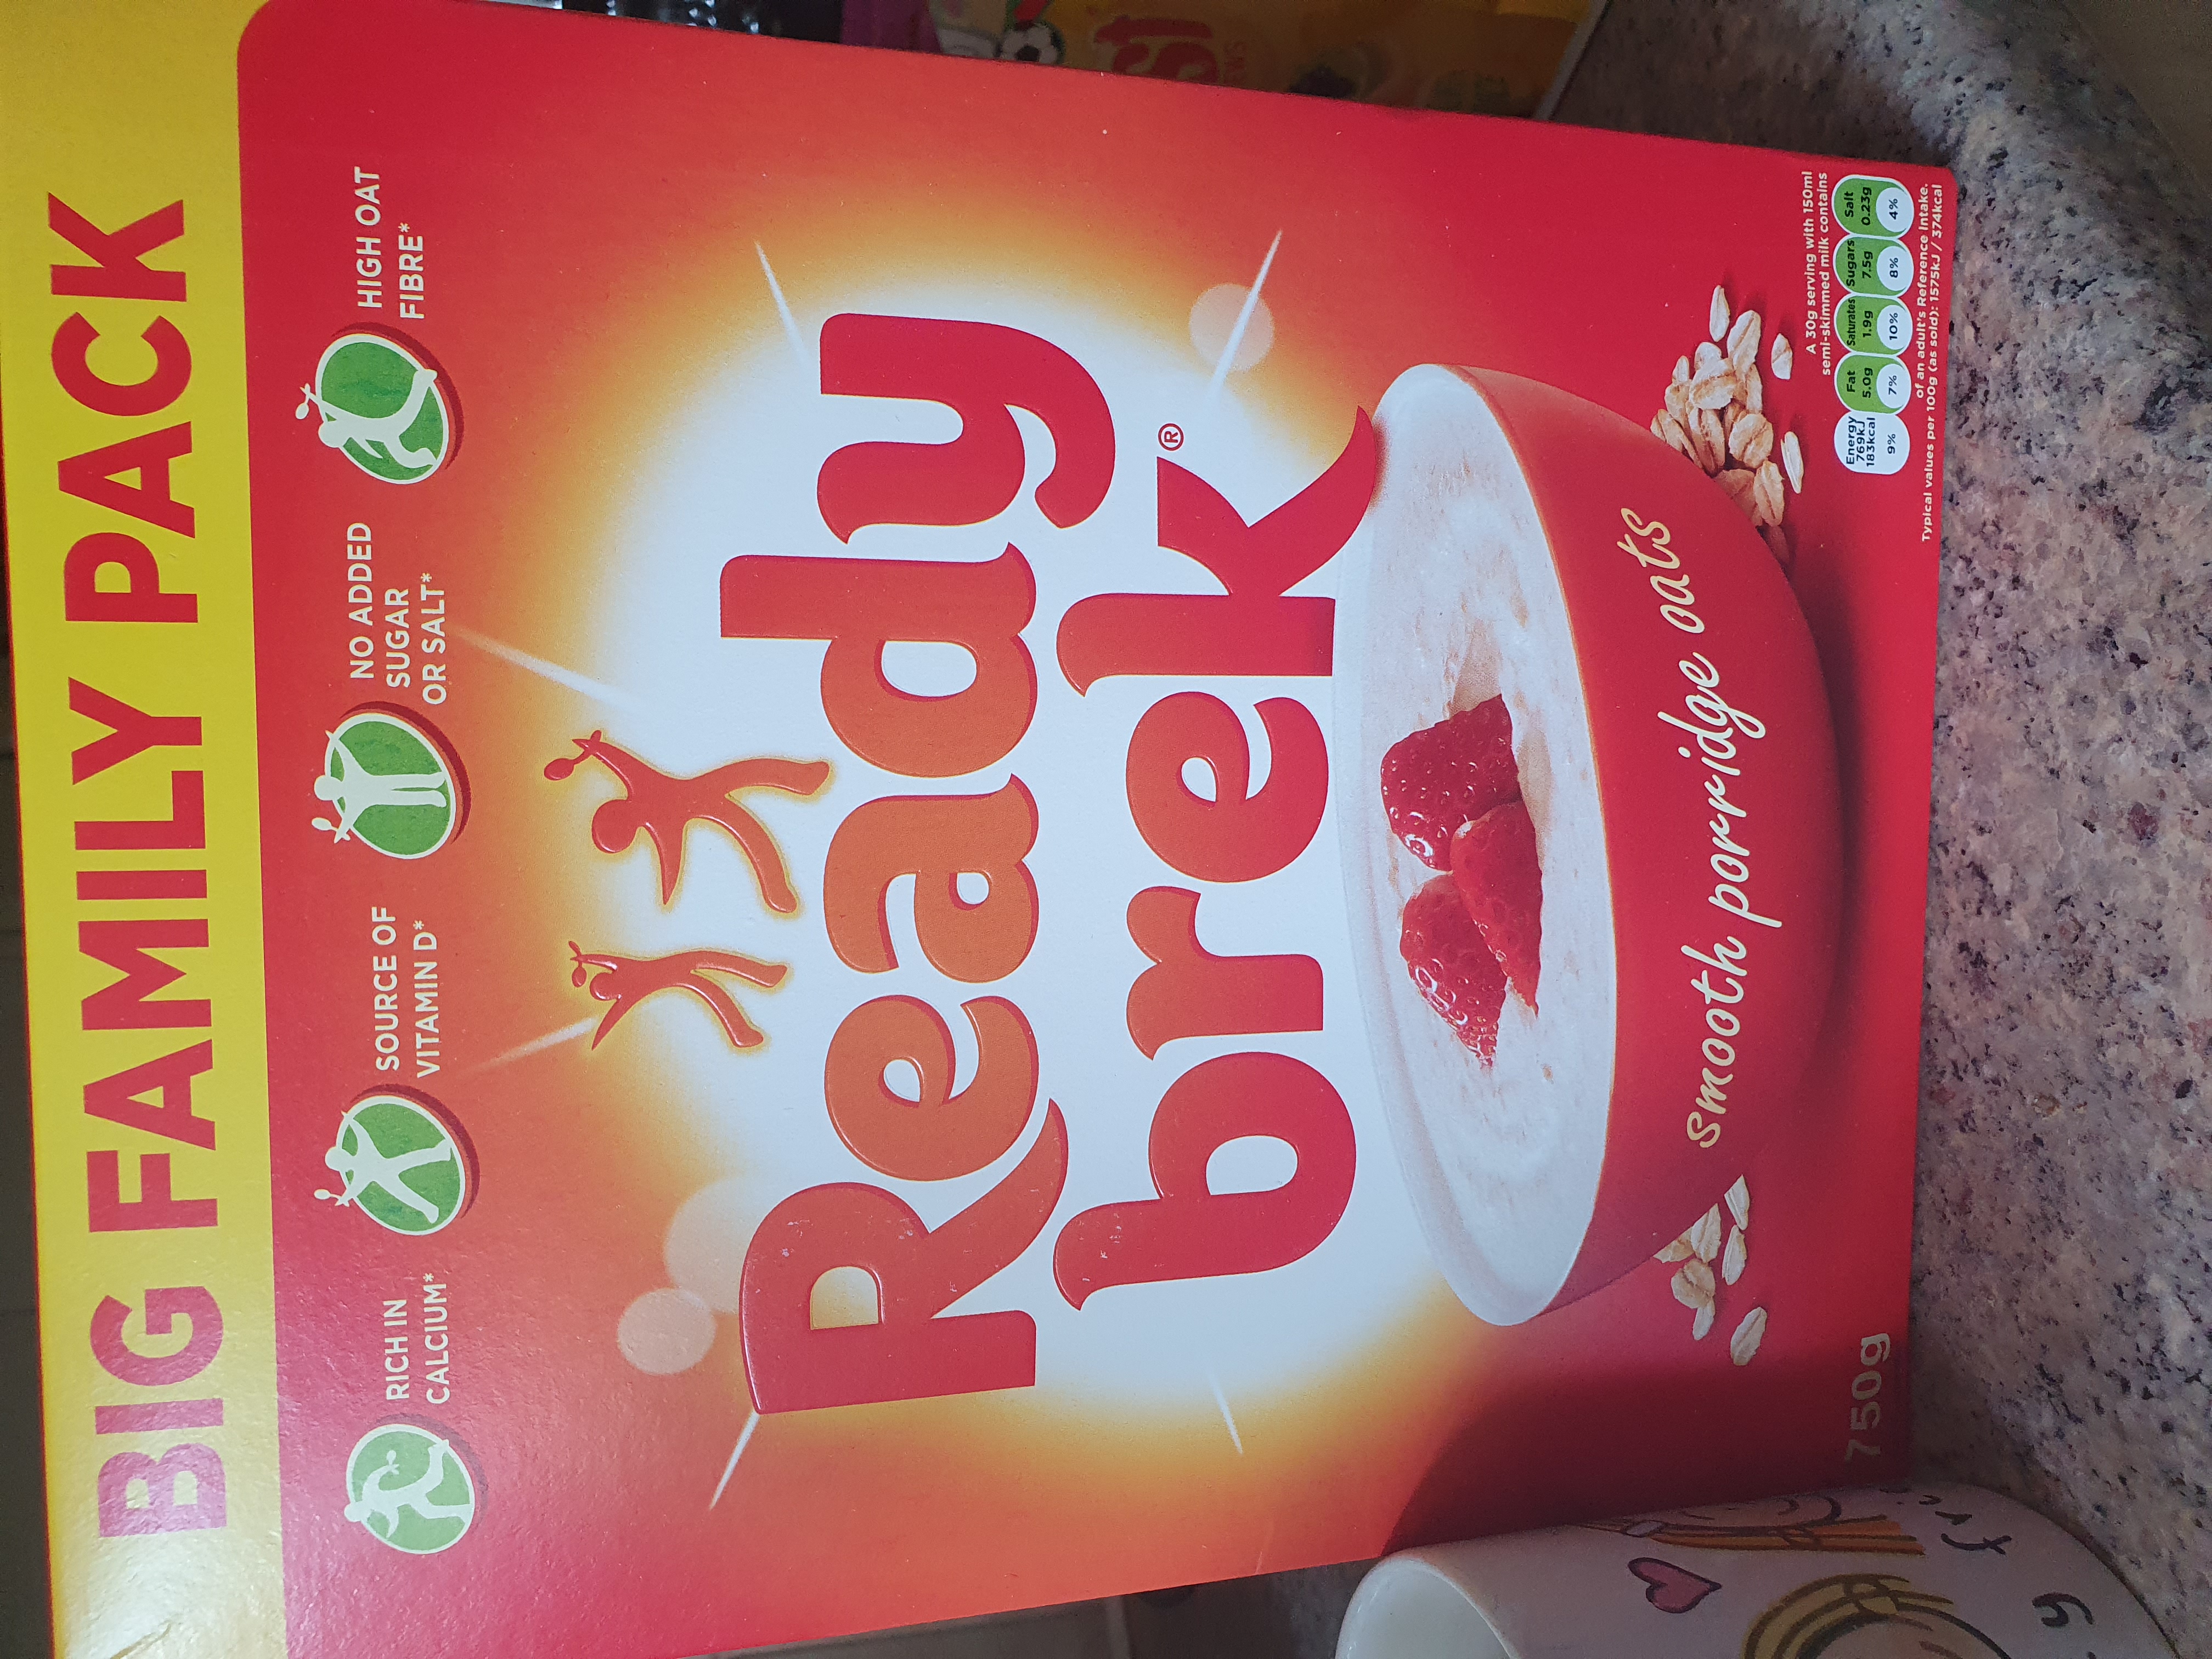 BIG FAMILY PACK
RICH IN
CALCIUM*
SOURCE OF
VITAMIN D*
NO ADDED
SUGAR
OR SALT*
HIGH OAT
FIBRE*
Ready
brek®
smooth porridge oats
750g
A 30g serving with 150ml
semi-skimmed milk contains
Energy
769kJ
183kcal
9%
Fat
5.0g
7%
Saturates
1.9g
10%
Sugars
7.5g
8%
Salt
0.23g
4%
of an adult's Reference Intake.
Typical values per 100g (as sold): 1575kJ / 374kcal